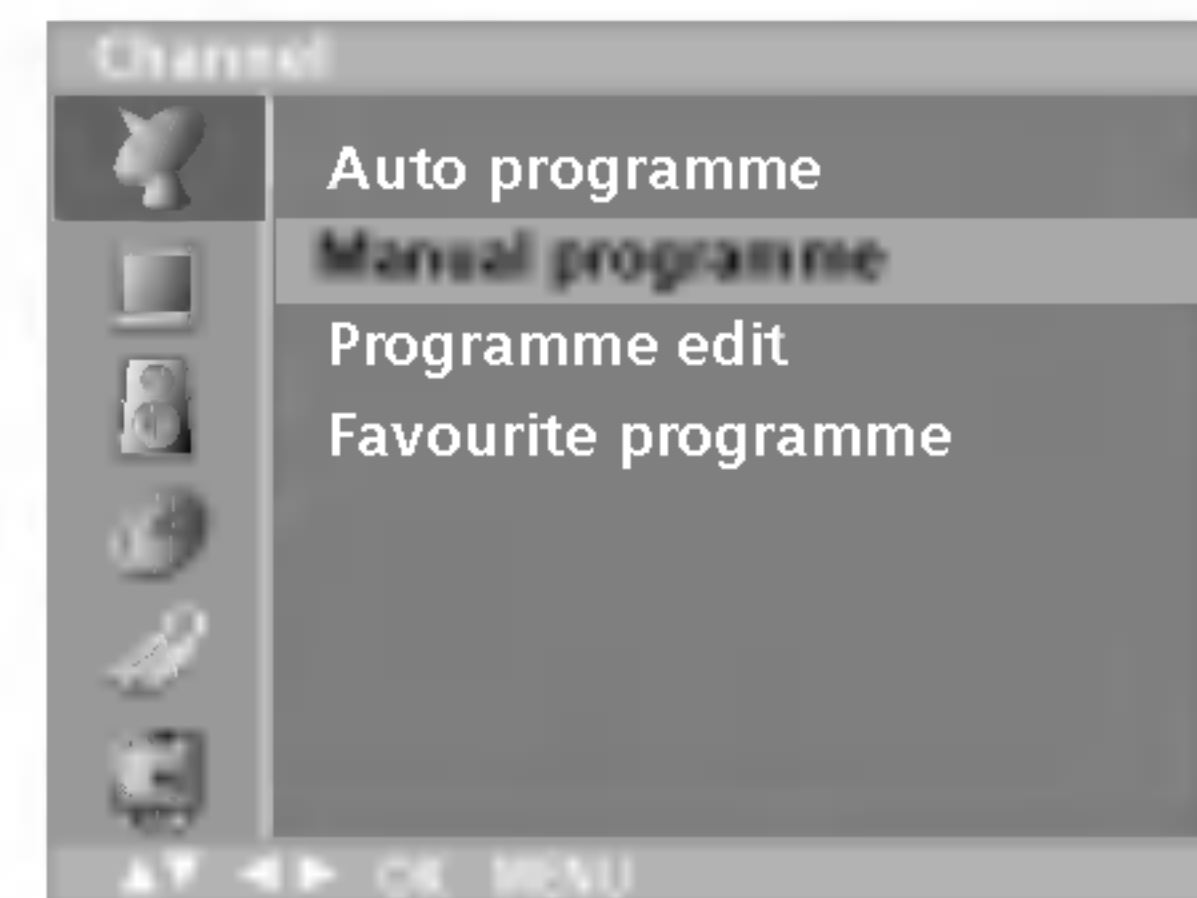 Channel
Auto programme
Manual programme
Programme edit
Favourite programme
▲▼ ◀▶ OK MENU